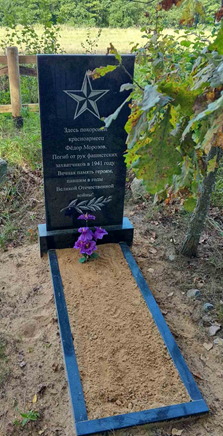 Здесь похоронен
красноармеец
Фёдор Морозов.
Погиб от рук фашистских
захватчиков в 1941 году.
Вечная память героям,
павшим в годы
Великой Отечественной
войны!